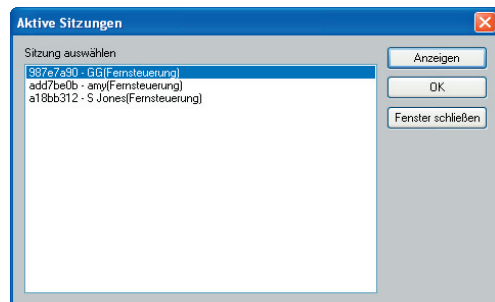 Aktive Sitzungen
Sitzung auswählen
987e7a90 - GG(Fernsteuerung)
add7be0b - amy(Fernsteuerung)
a18bb312 - S Jones(Fernsteuerung)
Anzeigen
OK
Fenster schließen